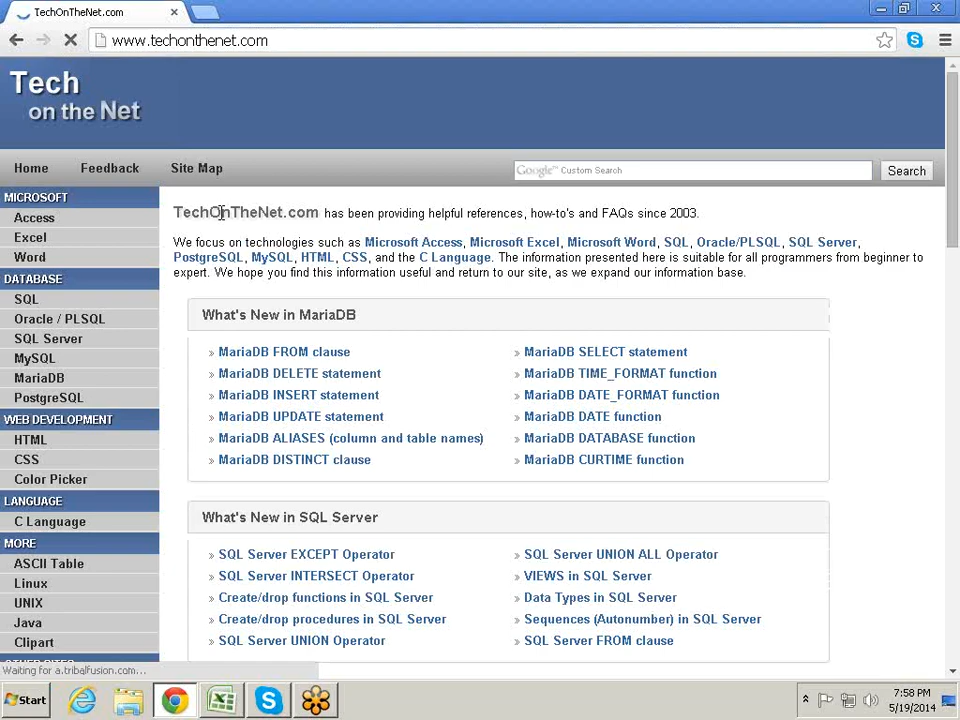 TechOnTheNet.com
www.techonthenet.com
Tech
on the Net
Home Feedback Site Map Google Custom Search Search
MICROSOFT
Access
Excel
Word
DATABASE
SQL
Oracle / PLSQL
SQL Server
MySQL
MariaDB
PostgreSQL
WEB DEVELOPMENT
HTML
CSS
Color Picker
LANGUAGE
C Language
MORE
ASCII Table
Linux
UNIX
Java
Clipart
TechOnTheNet.com has been providing helpful references, how-to's and FAQs since 2003.
We focus on technologies such as Microsoft Access, Microsoft Excel, Microsoft Word, SQL, Oracle/PLSQL, SQL Server,
PostgreSQL, MySQL, HTML, CSS, and the C Language. The information presented here is suitable for all programmers from beginner to
expert. We hope you find this information useful and return to our site, as we expand our information base.
What's New in MariaDB
» MariaDB FROM clause
» MariaDB DELETE statement
» MariaDB INSERT statement
» MariaDB UPDATE statement
» MariaDB ALIASES (column and table names)
» MariaDB DISTINCT clause
» MariaDB SELECT statement
» MariaDB TIME_FORMAT function
» MariaDB DATE_FORMAT function
» MariaDB DATE function
» MariaDB DATABASE function
» MariaDB CURTIME function
What's New in SQL Server
» SQL Server EXCEPT Operator
» SQL Server INTERSECT Operator
» Create/drop functions in SQL Server
» Create/drop procedures in SQL Server
» SQL Server UNION Operator
» SQL Server UNION ALL Operator
» VIEWS in SQL Server
» Data Types in SQL Server
» Sequences (Autonumber) in SQL Server
» SQL Server FROM clause
Waiting for a.tribalfusion.com...
Start
7:58 PM
5/19/2014